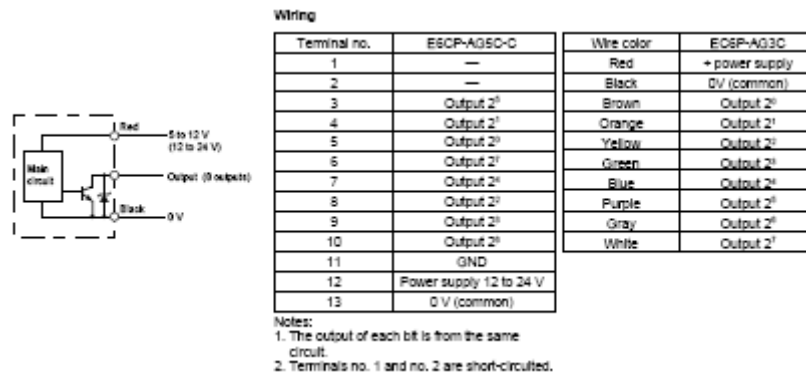 Wiring
Terminal no. E6CP-AG5C-C
1 —
2 —
3 Output 2⁵
4 Output 2¹
5 Output 2⁰
6 Output 2⁷
7 Output 2⁴
8 Output 2²
9 Output 2³
10 Output 2⁶
11 GND
12 Power supply 12 to 24 V
13 0 V (common)
Wire color EC6P-AG3C
Red + power supply
Black 0V (common)
Brown Output 2⁰
Orange Output 2¹
Yellow Output 2²
Green Output 2³
Blue Output 2⁴
Purple Output 2⁵
Gray Output 2⁶
White Output 2⁷
Red
5 to 12 V
(12 to 24 V)
Main
circuit
Output (8 outputs)
Black
0 V
Notes:
1. The output of each bit is from the same
circuit.
2. Terminals no. 1 and no. 2 are short-circuited.